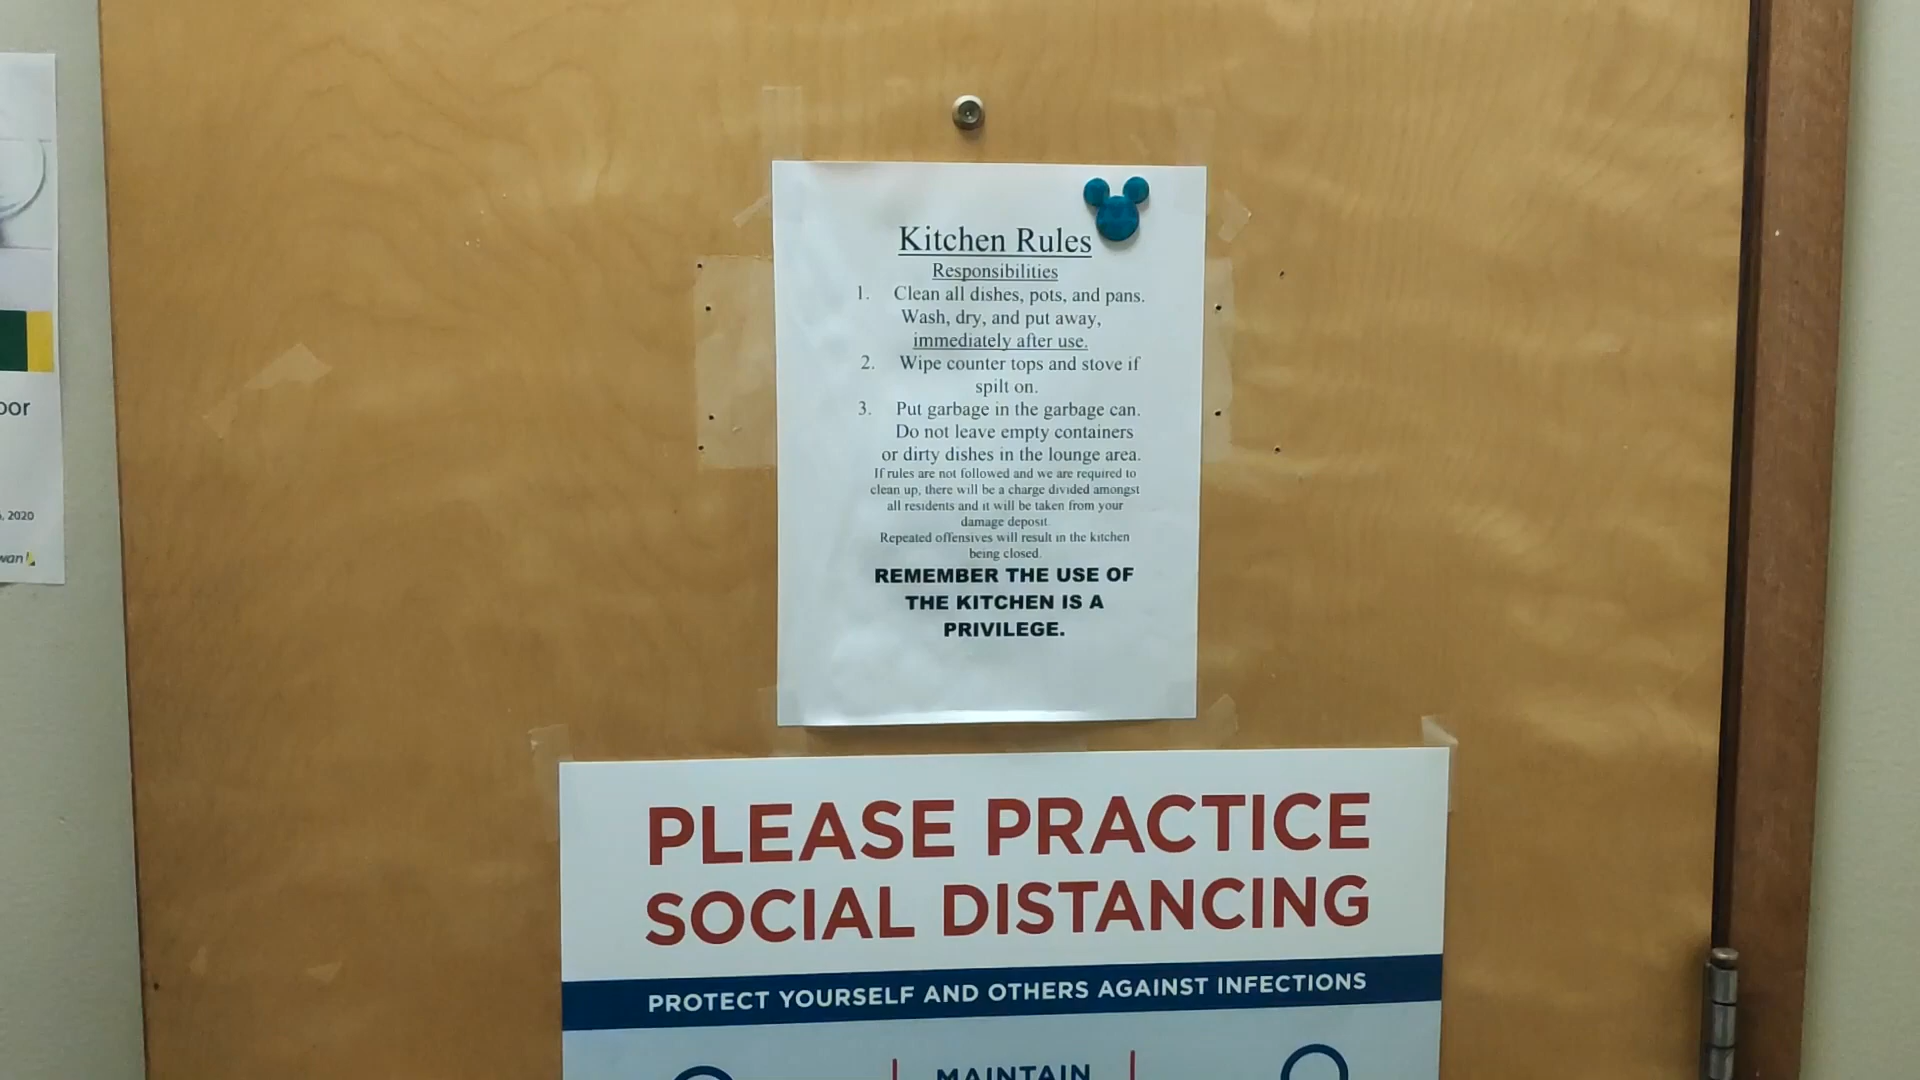 Kitchen Rules
Responsibilities
1. Clean all dishes, pots, and pans.
Wash, dry, and put away,
immediately after use.
2. Wipe counter tops and stove if
spilt on.
3. Put garbage in the garbage can.
Do not leave empty containers
or dirty dishes in the lounge area.
If rules are not followed and we are required to
clean up, there will be a charge divided amongst
all residents and it will be taken from your
damage deposit.
Repeated offensives will result in the kitchen
being closed.
REMEMBER THE USE OF
THE KITCHEN IS A
PRIVILEGE.
PLEASE PRACTICE
SOCIAL DISTANCING
PROTECT YOURSELF AND OTHERS AGAINST INFECTIONS
MAINTAIN
2020